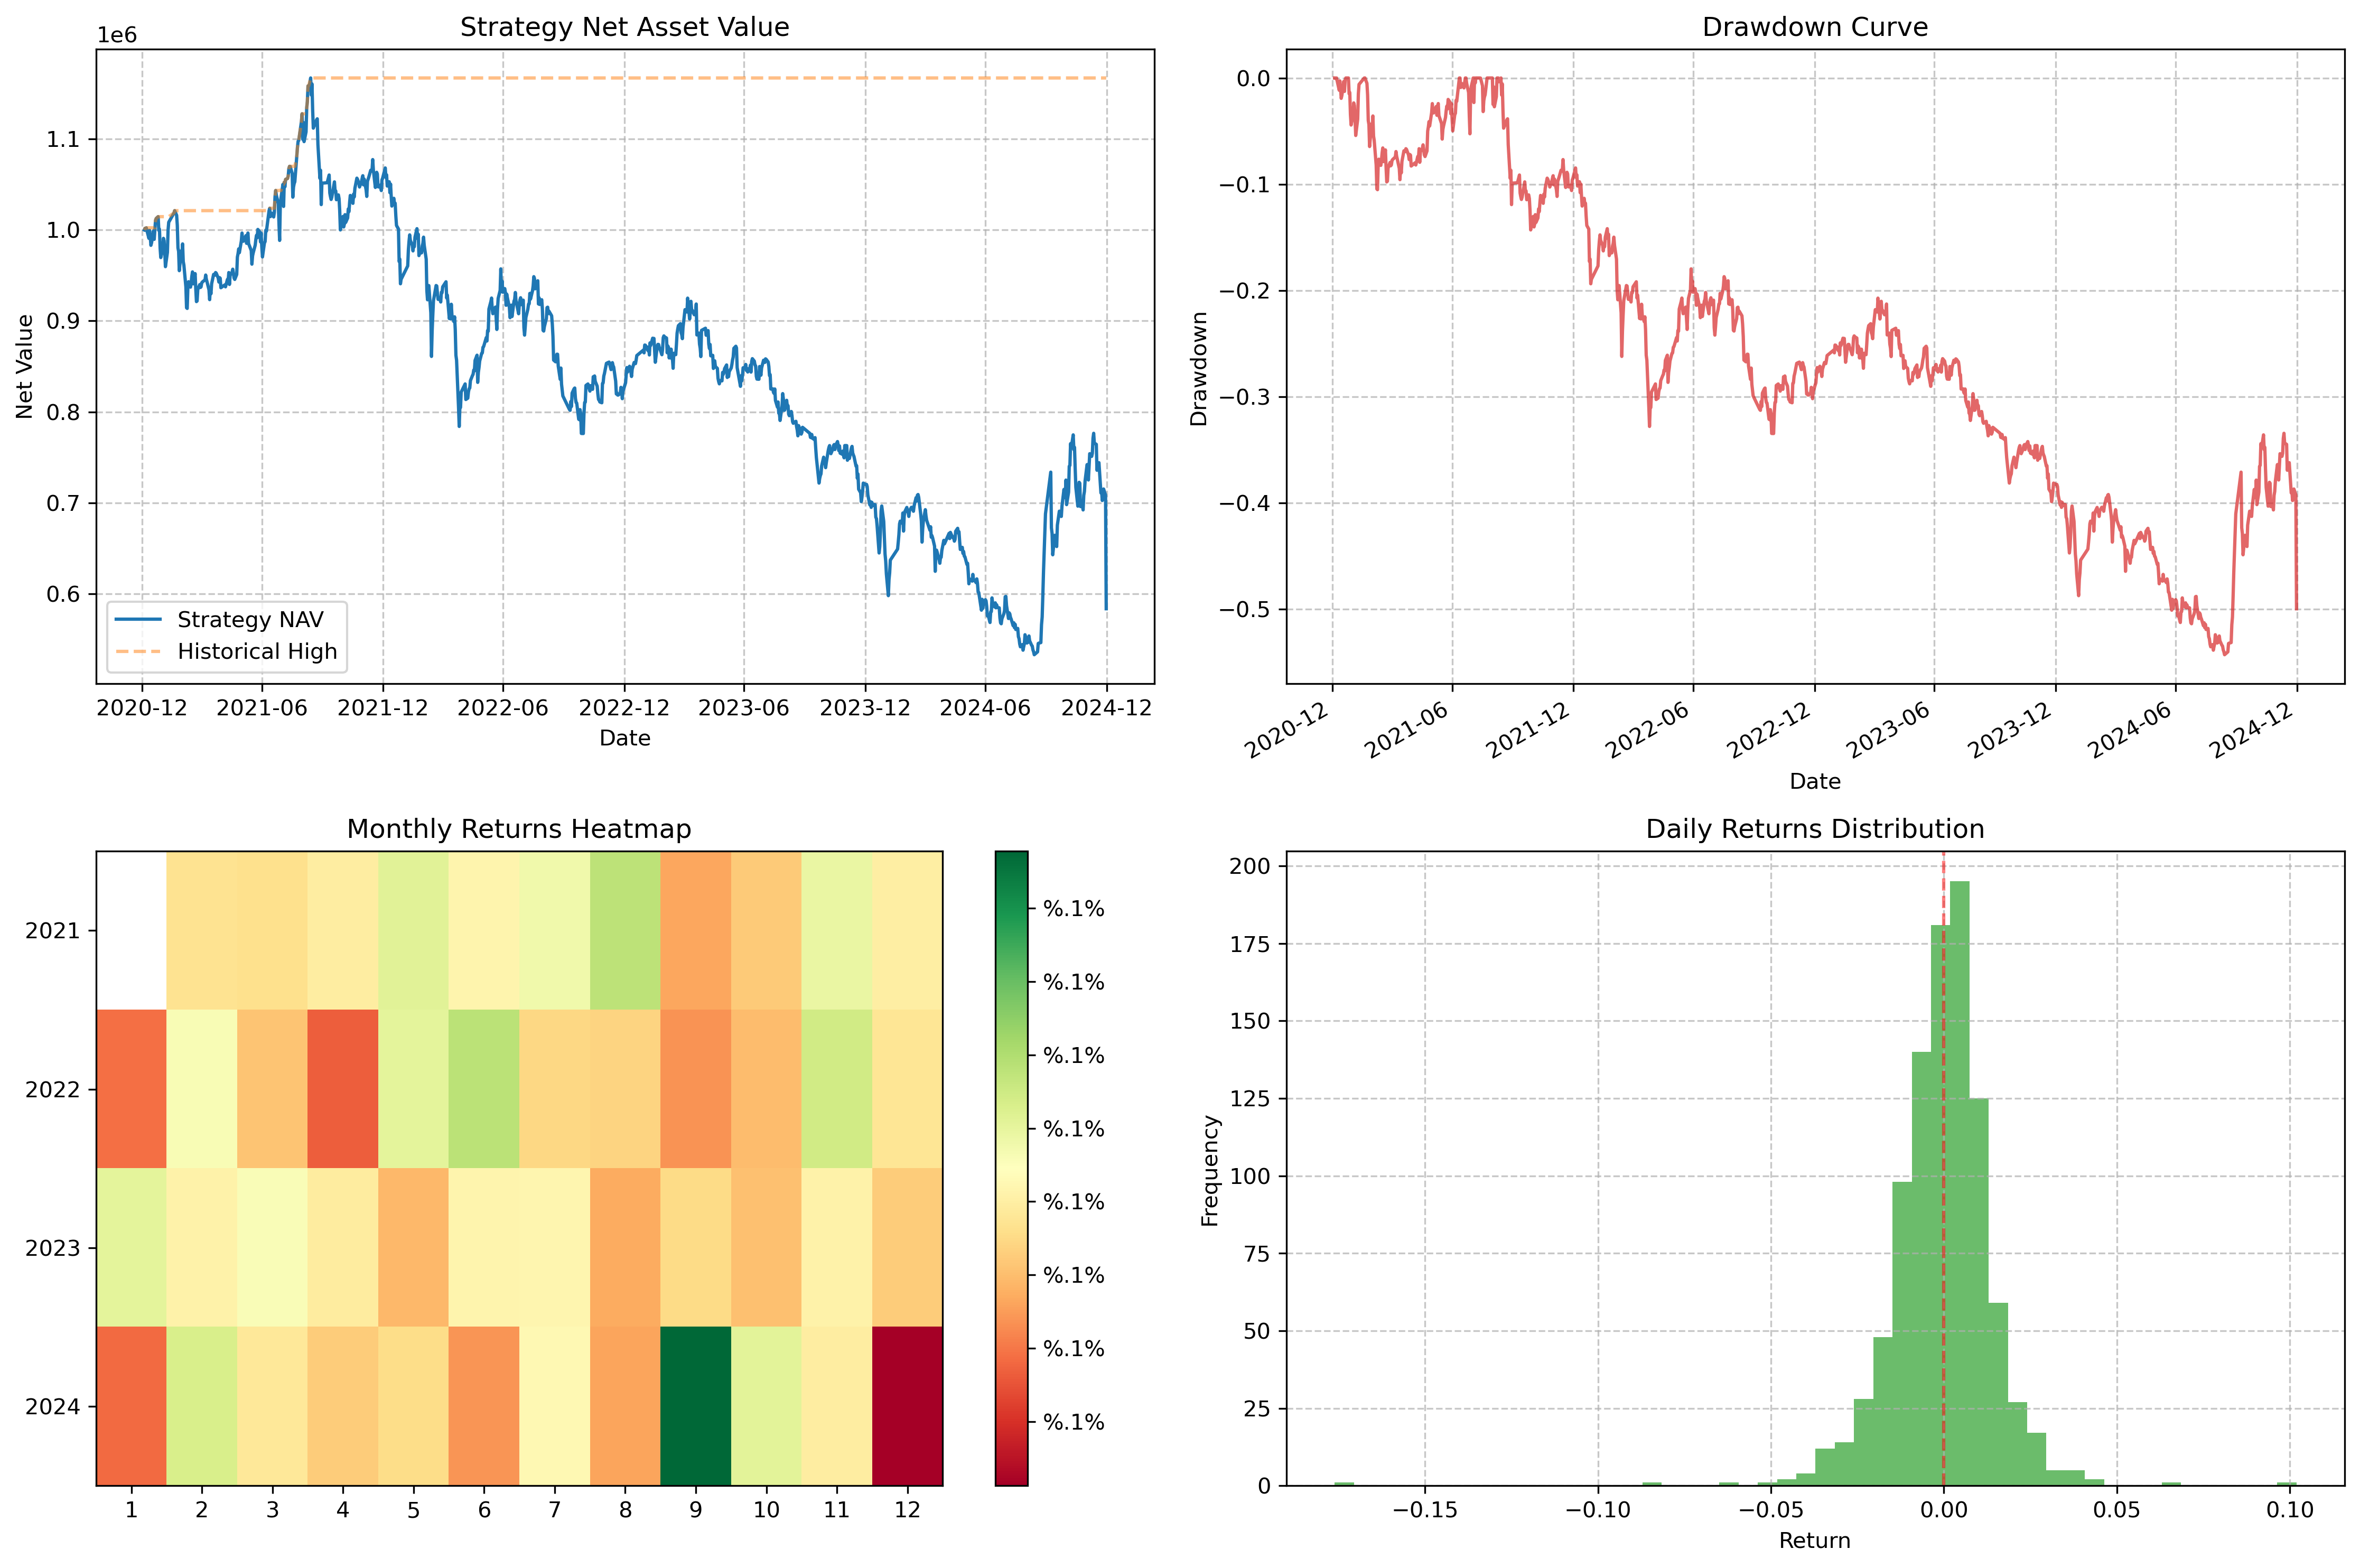 Strategy Net Asset Value
1e6
Net Value
1.1
1.0
0.9
0.8
0.7
0.6
Strategy NAV
Historical High
2020-12 2021-06 2021-12 2022-06 2022-12 2023-06 2023-12 2024-06 2024-12
Date
Drawdown Curve
Drawdown
0.0
−0.1
−0.2
−0.3
−0.4
−0.5
2020-12 2021-06 2021-12 2022-06 2022-12 2023-06 2023-12 2024-06 2024-12
Date
Monthly Returns Heatmap
2021
2022
2023
2024
1 2 3 4 5 6 7 8 9 10 11 12
%.1%
%.1%
%.1%
%.1%
%.1%
%.1%
%.1%
%.1%
Daily Returns Distribution
Frequency
200
175
150
125
100
75
50
25
0
−0.15 −0.10 −0.05 0.00 0.05 0.10
Return